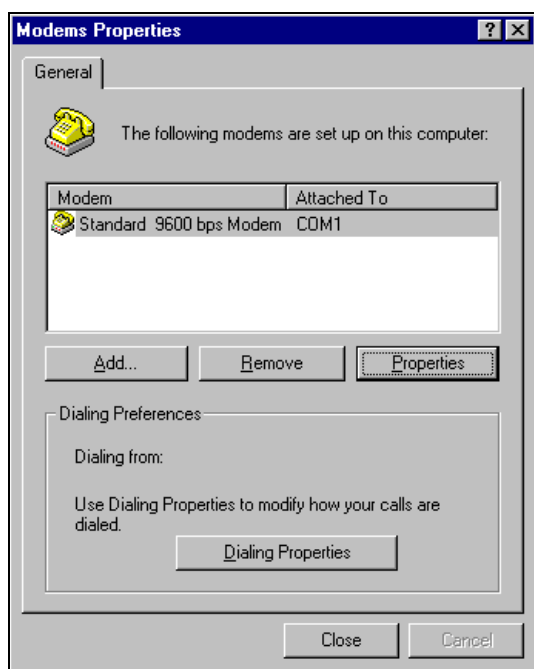 Modems Properties
General
The following modems are set up on this computer:
Modem Attached To
Standard 9600 bps Modem COM1
Add... Remove Properties
Dialing Preferences
Dialing from:
Use Dialing Properties to modify how your calls are
dialed.
Dialing Properties
Close Cancel